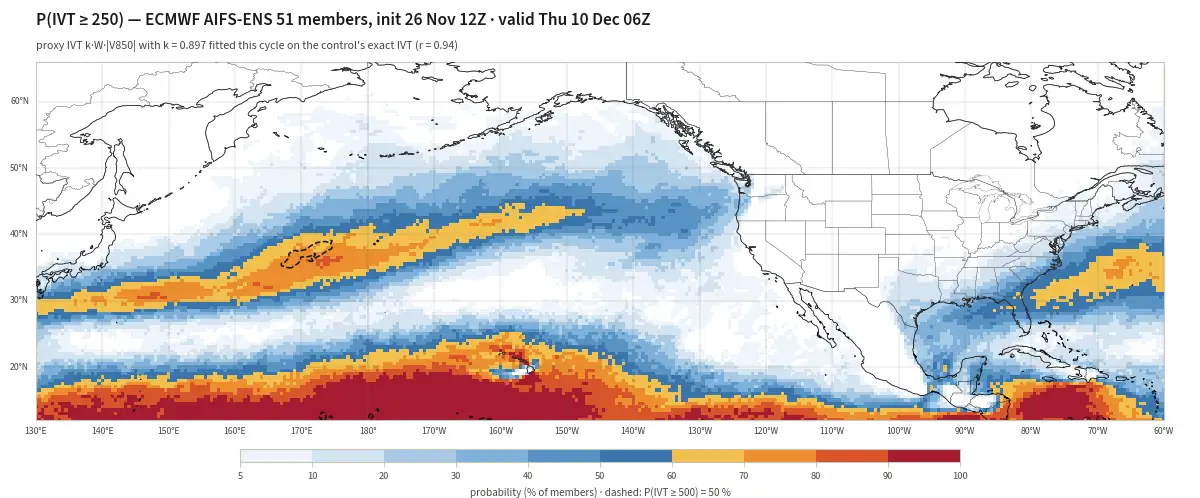 P(IVT ≥ 250) — ECMWF AIFS-ENS 51 members, init 26 Nov 12Z · valid Thu 10 Dec 06Z
proxy IVT k·W·|V850| with k = 0.897 fitted this cycle on the control's exact IVT (r = 0.94)
60°N
50°N
40°N
30°N
20°N
130°E 140°E 150°E 160°E 170°E 180° 170°W 160°W 150°W 140°W 130°W 120°W 110°W 100°W 90°W 80°W 70°W 60°W
5 10 20 30 40 50 60 70 80 90 100
probability (% of members) · dashed: P(IVT ≥ 500) = 50 %